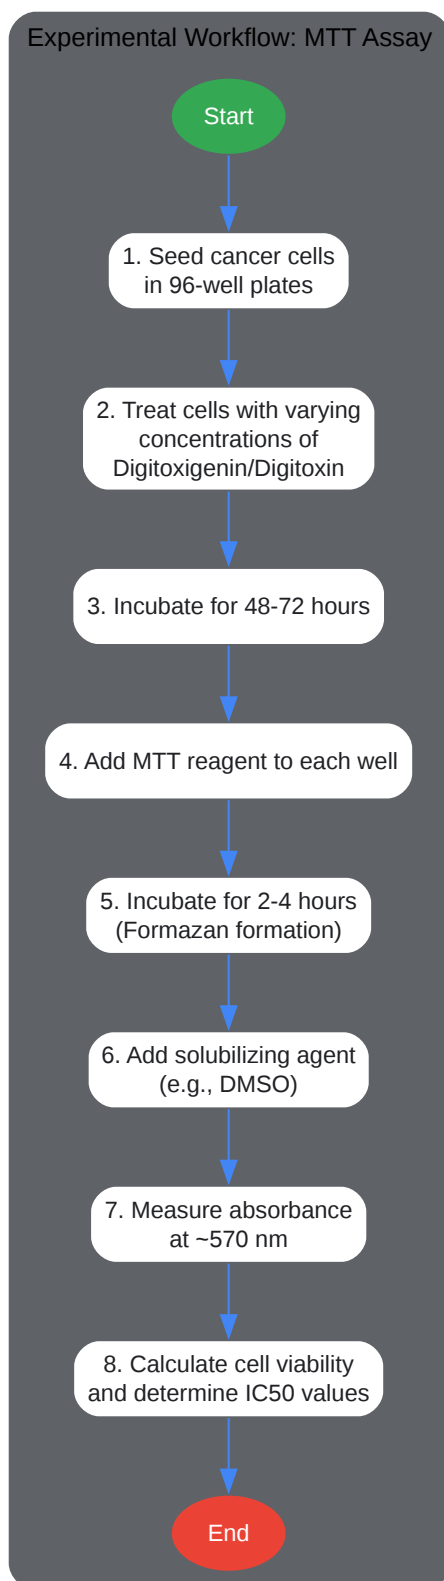 Experimental Workflow: MTT Assay
Start
1. Seed cancer cells
in 96-well plates
2. Treat cells with varying
concentrations of
Digitoxigenin/Digitoxin
3. Incubate for 48-72 hours
4. Add MTT reagent to each well
5. Incubate for 2-4 hours
(Formazan formation)
6. Add solubilizing agent
(e.g., DMSO)
7. Measure absorbance
at ~570 nm
8. Calculate cell viability
and determine IC50 values
End